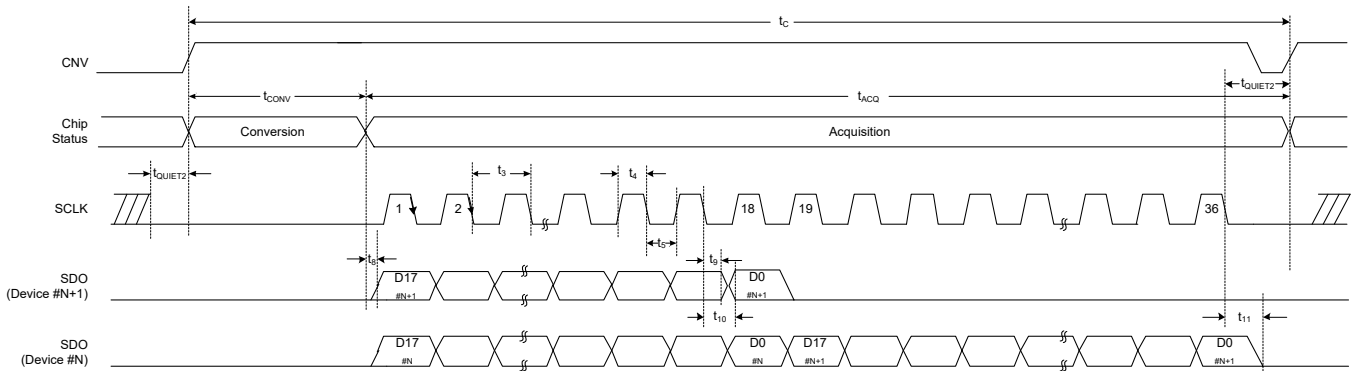 tC
CNV
tQUIET2
tCONV
tACQ
Chip
Status
Conversion
Acquisition
tQUIET2
t3
t4
SCLK
1
2
18
19
36
t5
t8
t9
SDO
(Device #N+1)
D17
#N+1
D0
#N+1
t10
t11
SDO
(Device #N)
D17
#N
D0
#N
D17
#N+1
D0
#N+1